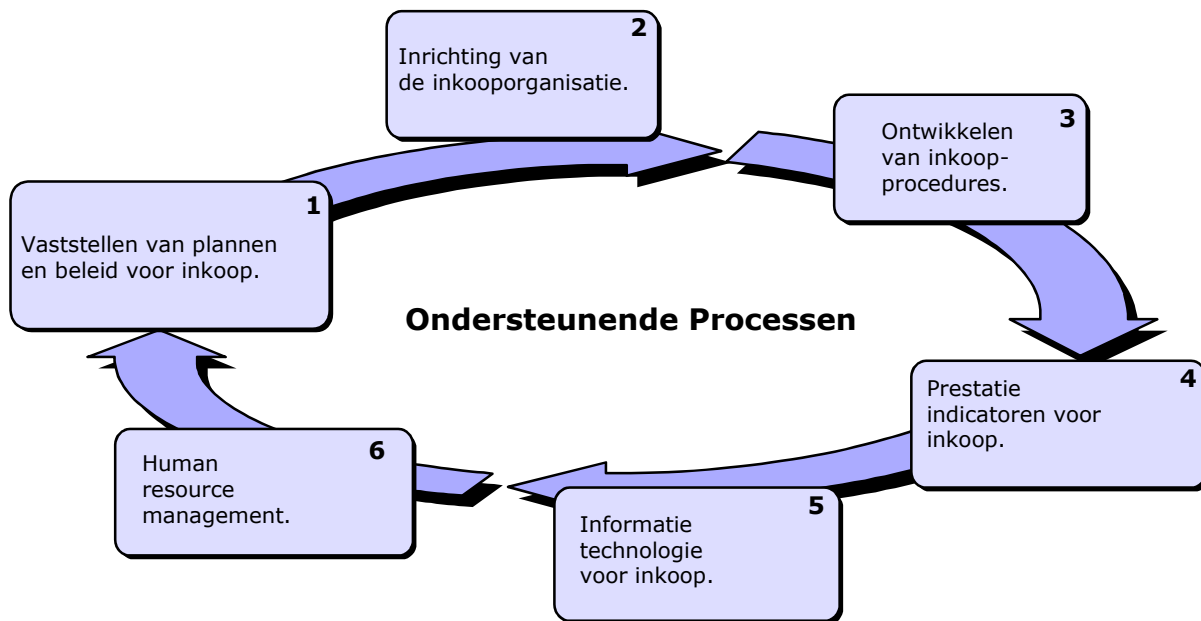 2
Inrichting van
de inkooporganisatie.
3
Ontwikkelen
van inkoop-
procedures.
1
Vaststellen van plannen
en beleid voor inkoop.
Ondersteunende Processen
4
Prestatie
indicatoren voor
inkoop.
6
Human
resource
management.
5
Informatie
technologie
voor inkoop.